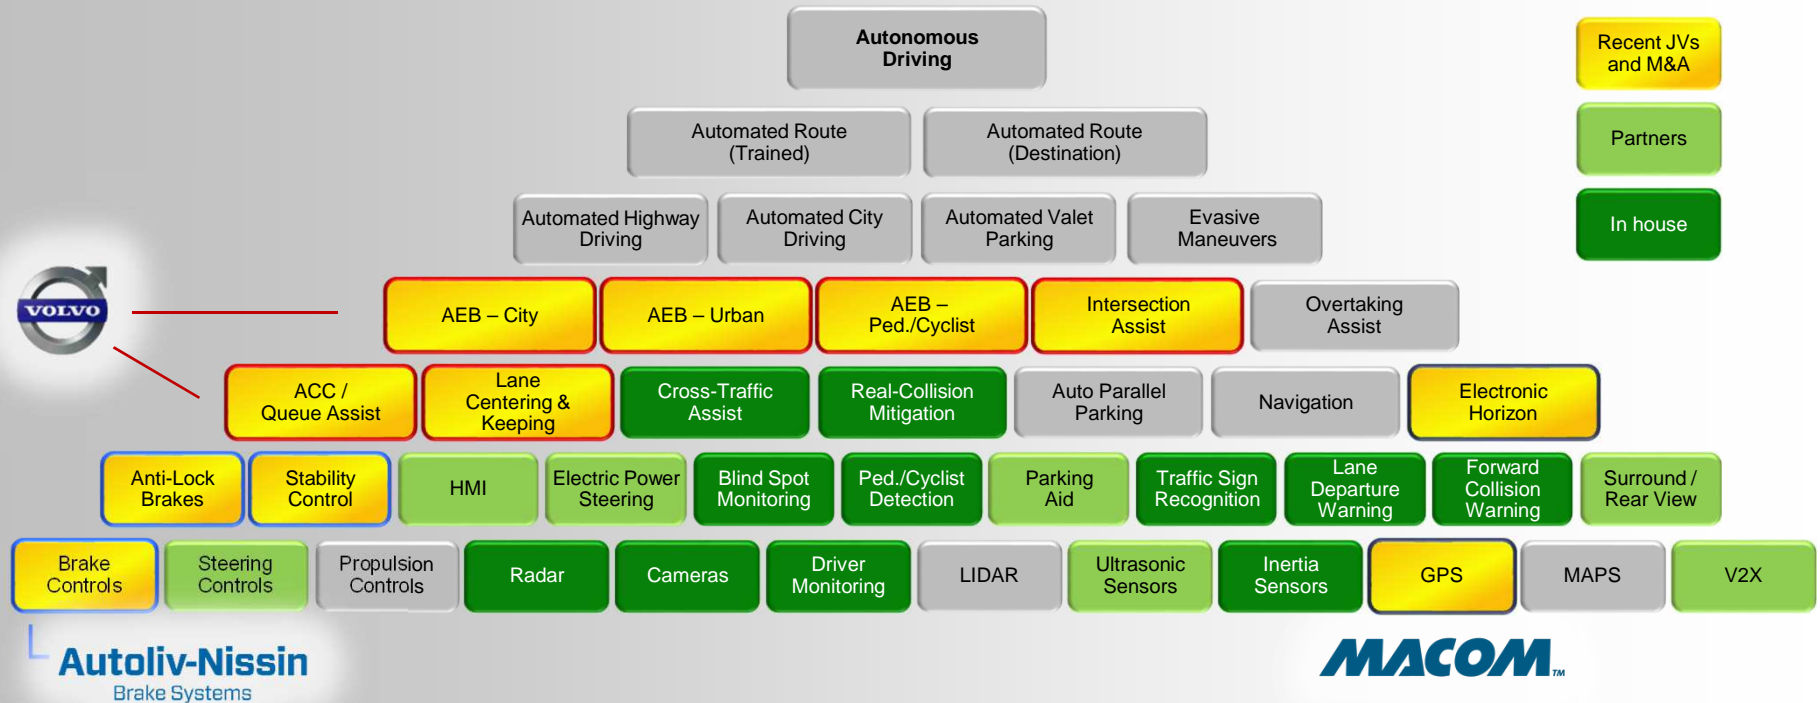 Autonomous
Driving
Recent JVs
and M&A
Automated Route
(Trained)
Automated Route
(Destination)
Partners
Automated Highway
Driving
Automated City
Driving
Automated Valet
Parking
Evasive
Maneuvers
In house
VOLVO
AEB – City
AEB – Urban
AEB –
Ped./Cyclist
Intersection
Assist
Overtaking
Assist
ACC /
Queue Assist
Lane
Centering &
Keeping
Cross-Traffic
Assist
Real-Collision
Mitigation
Auto Parallel
Parking
Navigation
Electronic
Horizon
Anti-Lock
Brakes
Stability
Control
HMI
Electric Power
Steering
Blind Spot
Monitoring
Ped./Cyclist
Detection
Parking
Aid
Traffic Sign
Recognition
Lane
Departure
Warning
Forward
Collision
Warning
Surround /
Rear View
Brake
Controls
Steering
Controls
Propulsion
Controls
Radar
Cameras
Driver
Monitoring
LIDAR
Ultrasonic
Sensors
Inertia
Sensors
GPS
MAPS
V2X
Autoliv-Nissin
Brake Systems
MACOM™